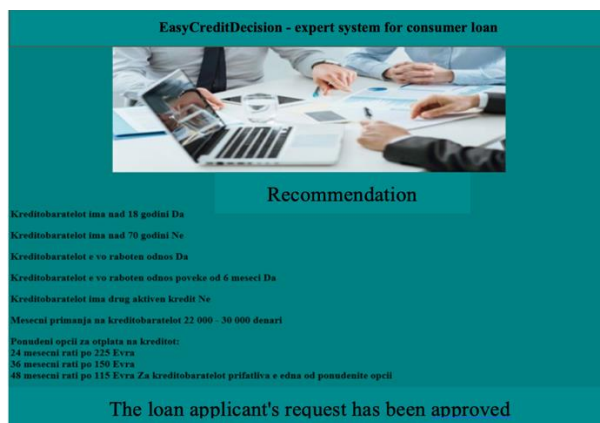 EasyCreditDecision - expert system for consumer loan
Recommendation
Kreditobaratelot ima nad 18 godini Da
Kreditobaratelot ima nad 70 godini Ne
Kreditobaratelot e vo raboten odnos Da
Kreditobaratelot e vo raboten odnos poveke od 6 meseci Da
Kreditobaratelot ima drug aktiven kredit Ne
Mesecni primanja na kreditobaratelot 22 000 - 30 000 denari
Ponudeni opcii za otplata na kreditot:
24 mesecni rati po 225 Evra
36 mesecni rati po 150 Evra
48 mesecni rati po 115 Evra Za kreditobaratelot prifatliva e edna od ponudenite opcii
The loan applicant's request has been approved